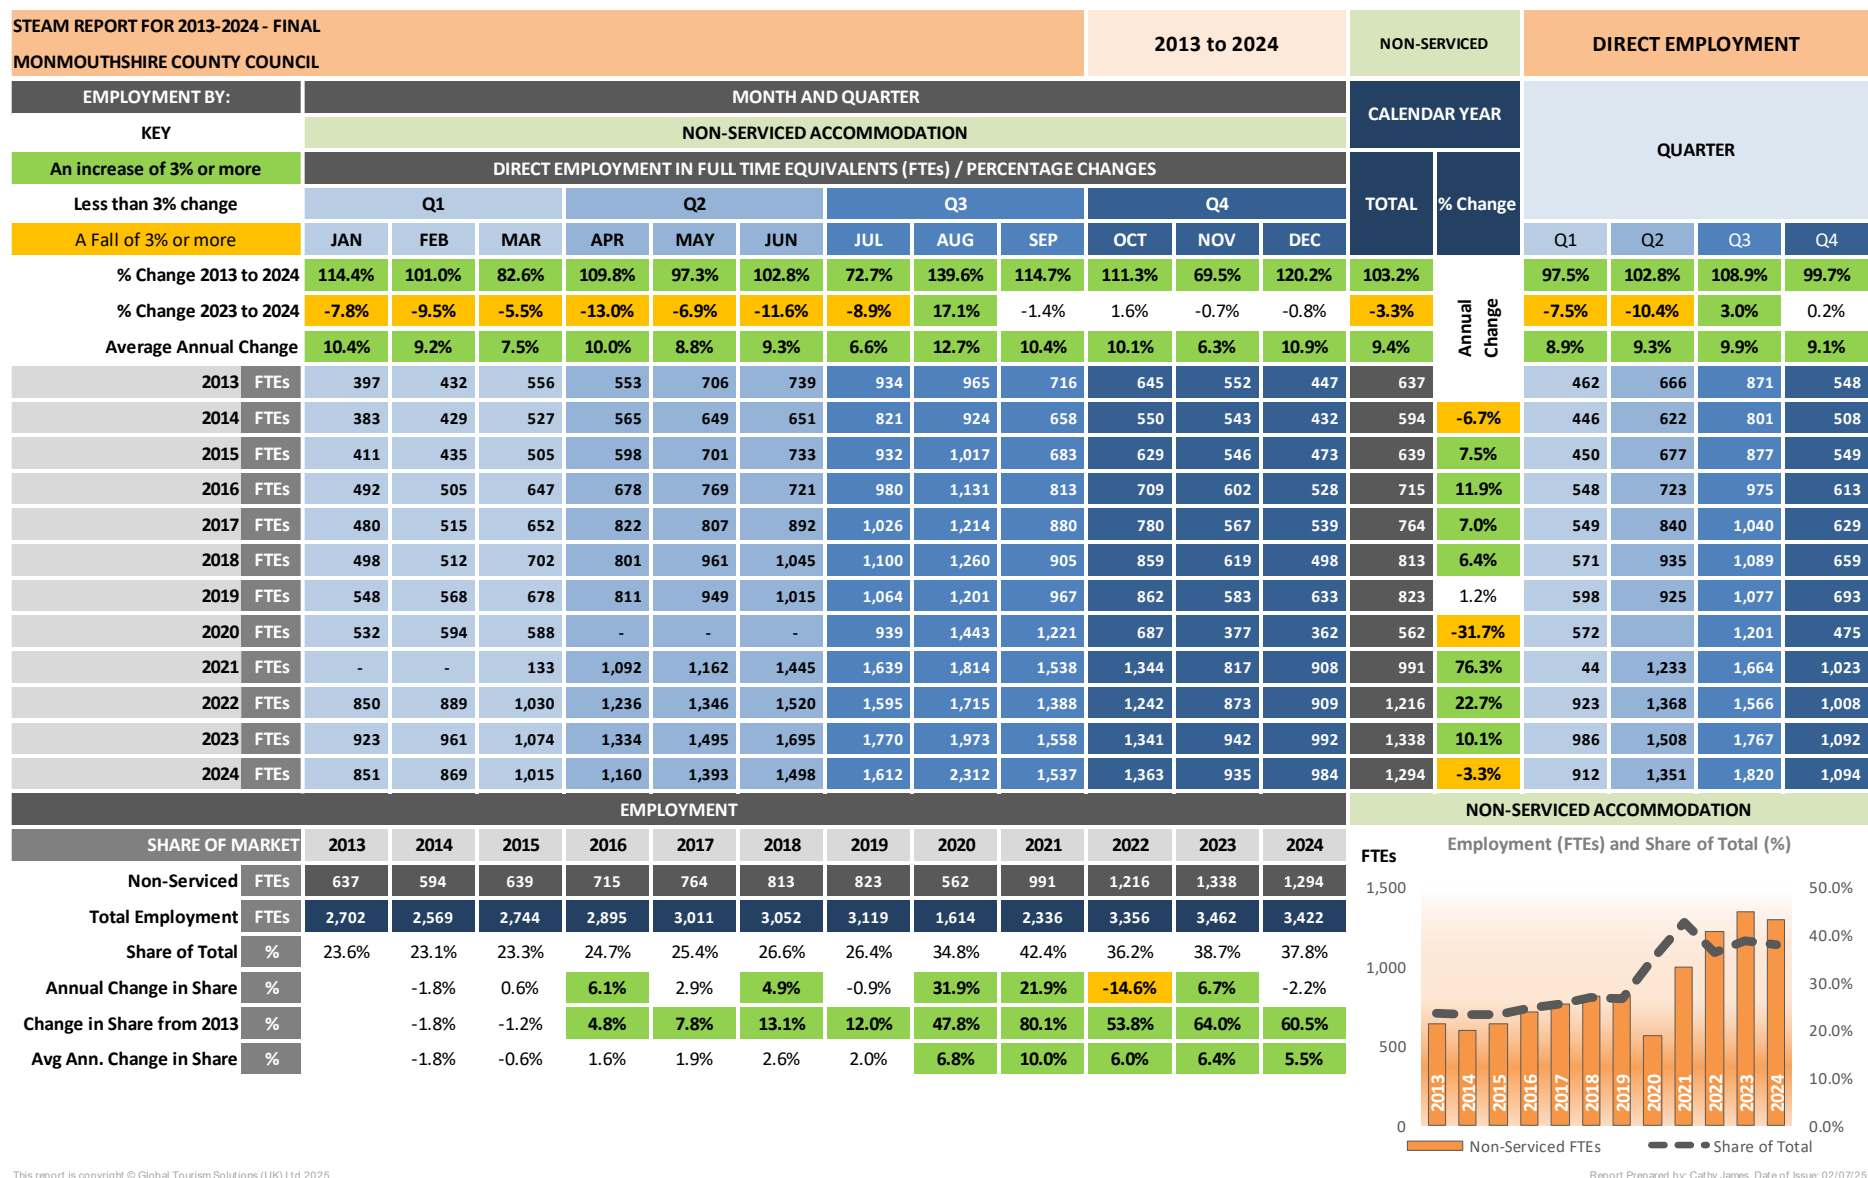 STEAM REPORT FOR 2013-2024 - FINAL
MONMOUTHSHIRE COUNTY COUNCIL
2013 to 2024
NON-SERVICED
DIRECT EMPLOYMENT
EMPLOYMENT BY:
MONTH AND QUARTER
CALENDAR YEAR
QUARTER
KEY
NON-SERVICED ACCOMMODATION
An increase of 3% or more
DIRECT EMPLOYMENT IN FULL TIME EQUIVALENTS (FTEs) / PERCENTAGE CHANGES
Less than 3% change
Q1 Q2 Q3 Q4 TOTAL % Change
A Fall of 3% or more
JAN FEB MAR APR MAY JUN JUL AUG SEP OCT NOV DEC Q1 Q2 Q3 Q4
% Change 2013 to 2024 114.4% 101.0% 82.6% 109.8% 97.3% 102.8% 72.7% 139.6% 114.7% 111.3% 69.5% 120.2% 103.2% 97.5% 102.8% 108.9% 99.7%
% Change 2023 to 2024 -7.8% -9.5% -5.5% -13.0% -6.9% -11.6% -8.9% 17.1% -1.4% 1.6% -0.7% -0.8% -3.3% -7.5% -10.4% 3.0% 0.2%
Average Annual Change 10.4% 9.2% 7.5% 10.0% 8.8% 9.3% 6.6% 12.7% 10.4% 10.1% 6.3% 10.9% 9.4% 8.9% 9.3% 9.9% 9.1%
Annual
Change
2013 FTEs 397 432 556 553 706 739 934 965 716 645 552 447 637 462 666 871 548
2014 FTEs 383 429 527 565 649 651 821 924 658 550 543 432 594 -6.7% 446 622 801 508
2015 FTEs 411 435 505 598 701 733 932 1,017 683 629 546 473 639 7.5% 450 677 877 549
2016 FTEs 492 505 647 678 769 721 980 1,131 813 709 602 528 715 11.9% 548 723 975 613
2017 FTEs 480 515 652 822 807 892 1,026 1,214 880 780 567 539 764 7.0% 549 840 1,040 629
2018 FTEs 498 512 702 801 961 1,045 1,100 1,260 905 859 619 498 813 6.4% 571 935 1,089 659
2019 FTEs 548 568 678 811 949 1,015 1,064 1,201 967 862 583 633 823 1.2% 598 925 1,077 693
2020 FTEs 532 594 588 - - - 939 1,443 1,221 687 377 362 562 -31.7% 572 1,201 475
2021 FTEs - - 133 1,092 1,162 1,445 1,639 1,814 1,538 1,344 817 908 991 76.3% 44 1,233 1,664 1,023
2022 FTEs 850 889 1,030 1,236 1,346 1,520 1,595 1,715 1,388 1,242 873 909 1,216 22.7% 923 1,368 1,566 1,008
2023 FTEs 923 961 1,074 1,334 1,495 1,695 1,770 1,973 1,558 1,341 942 992 1,338 10.1% 986 1,508 1,767 1,092
2024 FTEs 851 869 1,015 1,160 1,393 1,498 1,612 2,312 1,537 1,363 935 984 1,294 -3.3% 912 1,351 1,820 1,094
EMPLOYMENT
SHARE OF MARKET 2013 2014 2015 2016 2017 2018 2019 2020 2021 2022 2023 2024
Non-Serviced FTEs 637 594 639 715 764 813 823 562 991 1,216 1,338 1,294
Total Employment FTEs 2,702 2,569 2,744 2,895 3,011 3,052 3,119 1,614 2,336 3,356 3,462 3,422
Share of Total % 23.6% 23.1% 23.3% 24.7% 25.4% 26.6% 26.4% 34.8% 42.4% 36.2% 38.7% 37.8%
Annual Change in Share % -1.8% 0.6% 6.1% 2.9% 4.9% -0.9% 31.9% 21.9% -14.6% 6.7% -2.2%
Change in Share from 2013 % -1.8% -1.2% 4.8% 7.8% 13.1% 12.0% 47.8% 80.1% 53.8% 64.0% 60.5%
Avg Ann. Change in Share % -1.8% -0.6% 1.6% 1.9% 2.6% 2.0% 6.8% 10.0% 6.0% 6.4% 5.5%
NON-SERVICED ACCOMMODATION
Employment (FTEs) and Share of Total (%)
FTEs
1,500 50.0%
40.0%
1,000
30.0%
20.0%
500
10.0%
0 0.0%
2013 2014 2015 2016 2017 2018 2019 2020 2021 2022 2023 2024
Non-Serviced FTEs Share of Total
This report is copyright © Global Tourism Solutions (UK) Ltd 2025
Report Prepared by: Cathy James. Date of Issue: 02/07/25